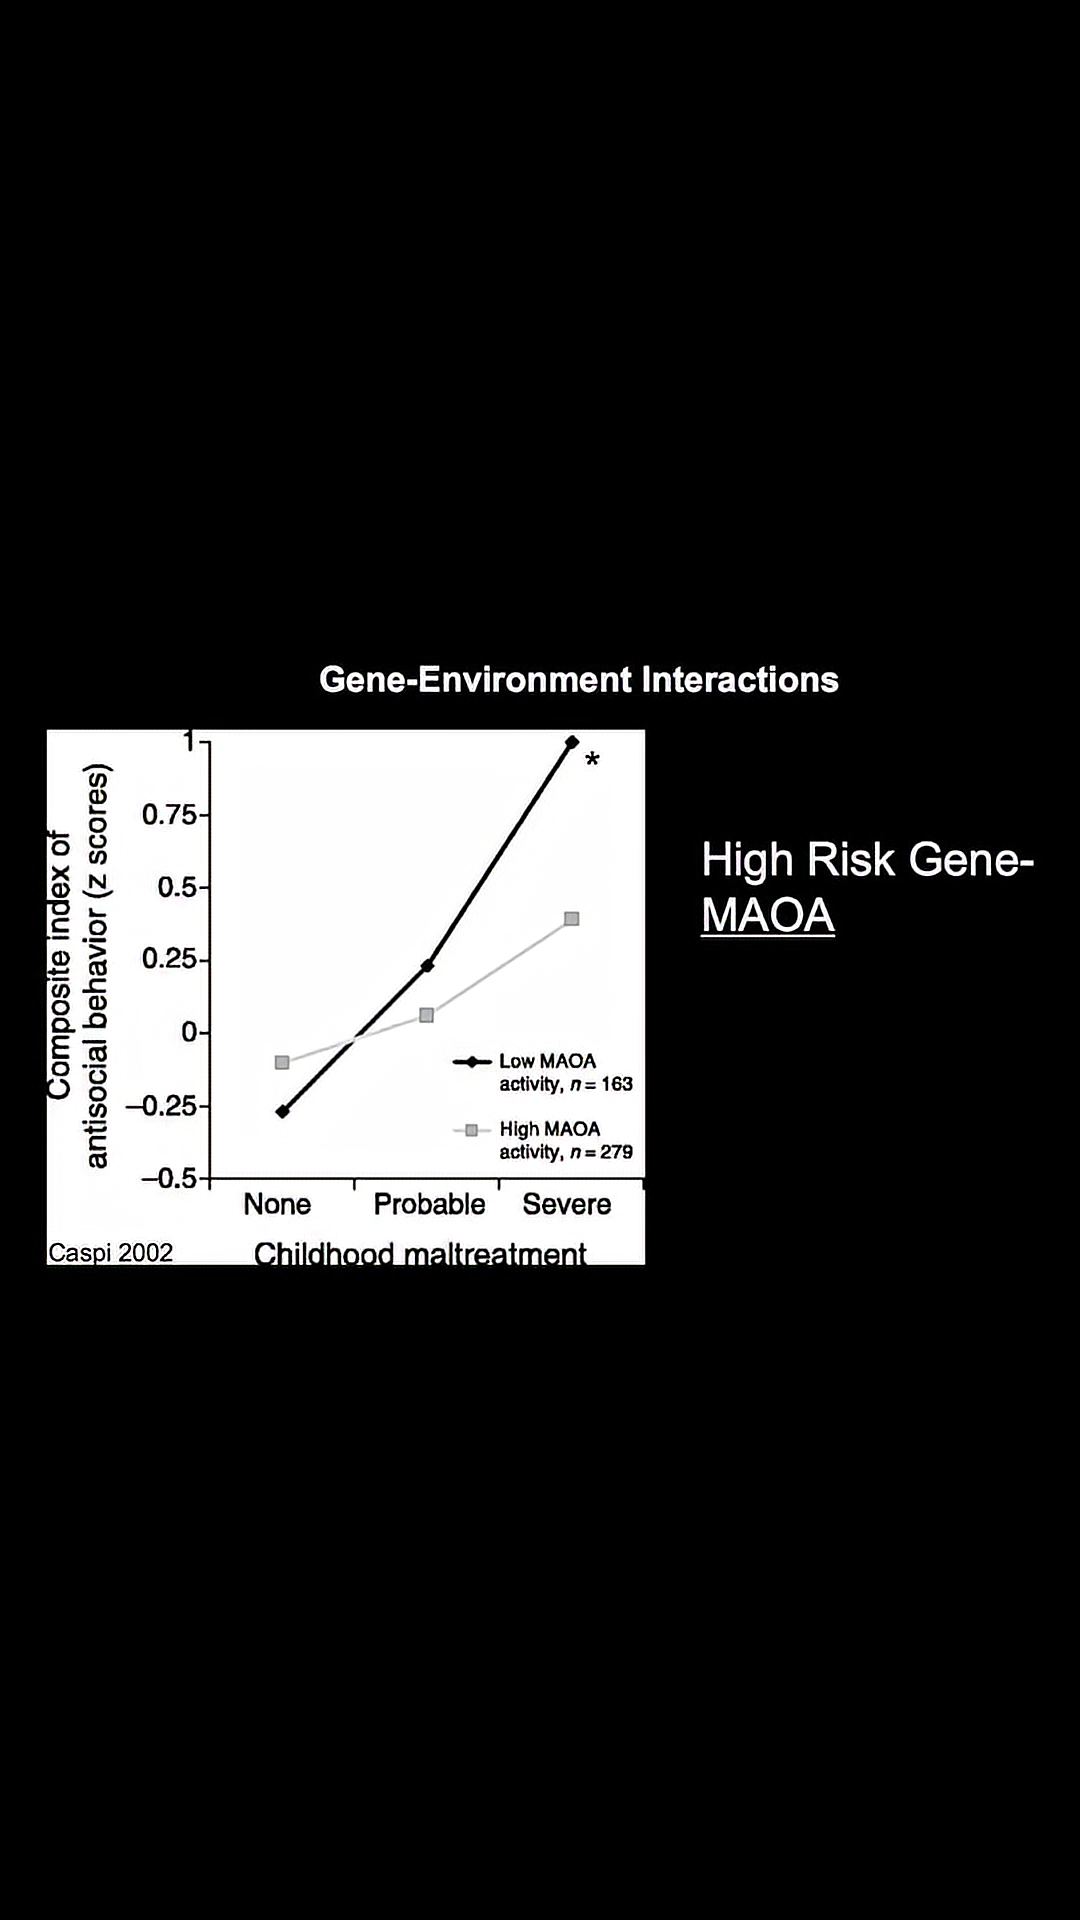 Gene-Environment Interactions
Composite index of
antisocial behavior (z scores)
1
0.75
0.5
0.25
0
–0.25
–0.5
*
Low MAOA
activity, n = 163
High MAOA
activity, n = 279
None Probable Severe
Childhood maltreatment
Caspi 2002
High Risk Gene-
MAOA